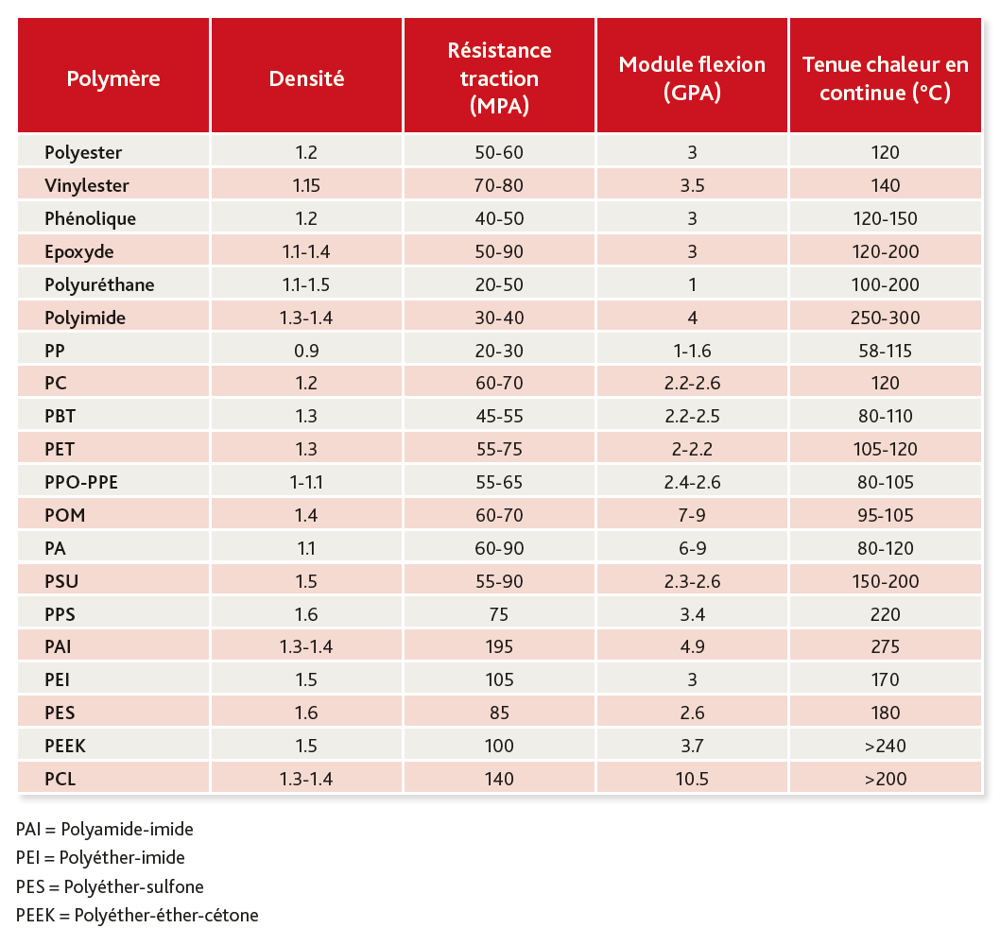 Polymère Densité Résistance traction (MPA) Module flexion (GPA) Tenue chaleur en continue (°C)
Polyester 1.2 50-60 3 120
Vinylester 1.15 70-80 3.5 140
Phénolique 1.2 40-50 3 120-150
Epoxyde 1.1-1.4 50-90 3 120-200
Polyuréthane 1.1-1.5 20-50 1 100-200
Polyimide 1.3-1.4 30-40 4 250-300
PP 0.9 20-30 1-1.6 58-115
PC 1.2 60-70 2.2-2.6 120
PBT 1.3 45-55 2.2-2.5 80-110
PET 1.3 55-75 2-2.2 105-120
PPO-PPE 1-1.1 55-65 2.4-2.6 80-105
POM 1.4 60-70 7-9 95-105
PA 1.1 60-90 6-9 80-120
PSU 1.5 55-90 2.3-2.6 150-200
PPS 1.6 75 3.4 220
PAI 1.3-1.4 195 4.9 275
PEI 1.5 105 3 170
PES 1.6 85 2.6 180
PEEK 1.5 100 3.7 >240
PCL 1.3-1.4 140 10.5 >200
PAI = Polyamide-imide
PEI = Polyéther-imide
PES = Polyéther-sulfone
PEEK = Polyéther-éther-cétone